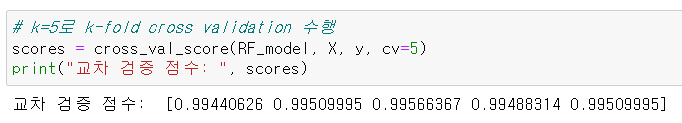 # k=5로 k-fold cross validation 수행
scores = cross_val_score(RF_model, X, y, cv=5)
print("교차 검증 점수: ", scores)
교차 검증 점수:  [0.99440626 0.99509995 0.99566367 0.99488314 0.99509995]